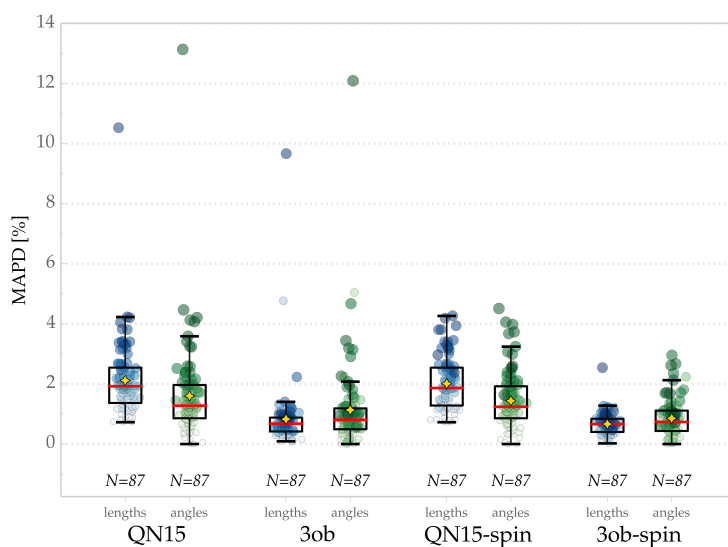 14
12
10
8
6
4
2
0
MAPD [%]
N=87 N=87 N=87 N=87 N=87 N=87 N=87 N=87
lengths angles lengths angles lengths angles lengths angles
QN15 3ob QN15-spin 3ob-spin